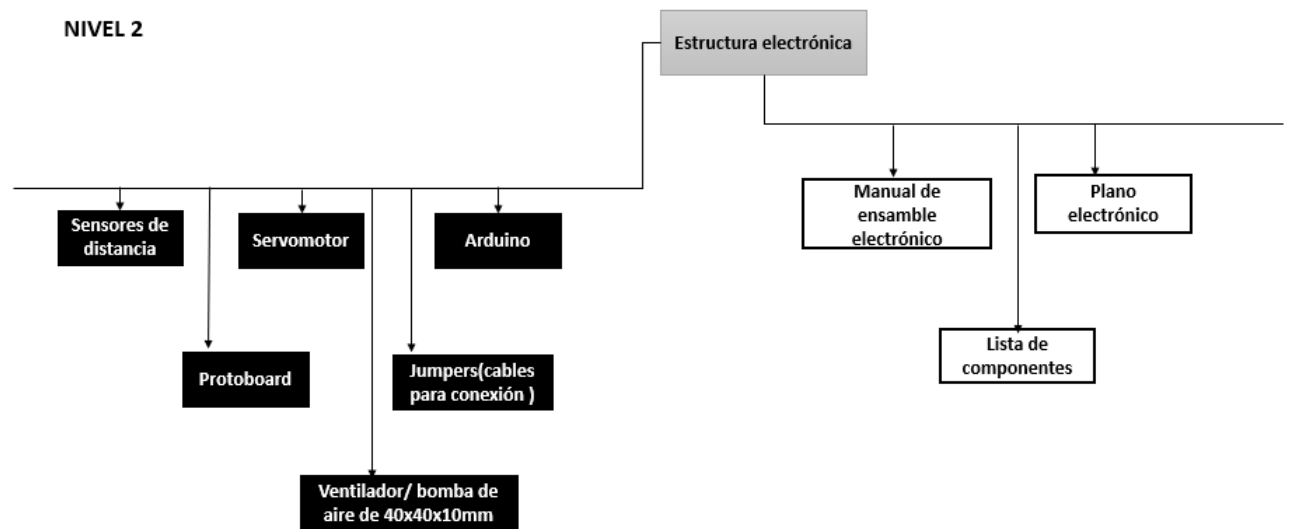 NIVEL 2
Estructura electrónica
Sensores de
distancia
Servomotor
Arduino
Manual de
ensamble
electrónico
Plano
electrónico
Protoboard
Jumpers(cables
para conexión )
Lista de
componentes
Ventilador/ bomba de
aire de 40x40x10mm